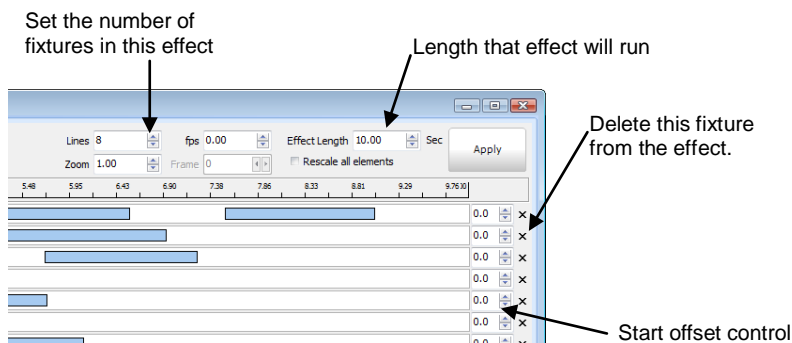 Set the number of
fixtures in this effect
Length that effect will run
Delete this fixture
from the effect.
Lines 8 fps 0.00 Effect Length 10.00 Sec Apply
Zoom 1.00 Frame 0 Rescale all elements
5.48 5.95 6.43 6.90 7.38 7.86 8.33 8.81 9.29 9.76
0.0 ×
0.0 ×
0.0 ×
0.0 ×
0.0 ×
0.0 ×
0.0 ×
Start offset control